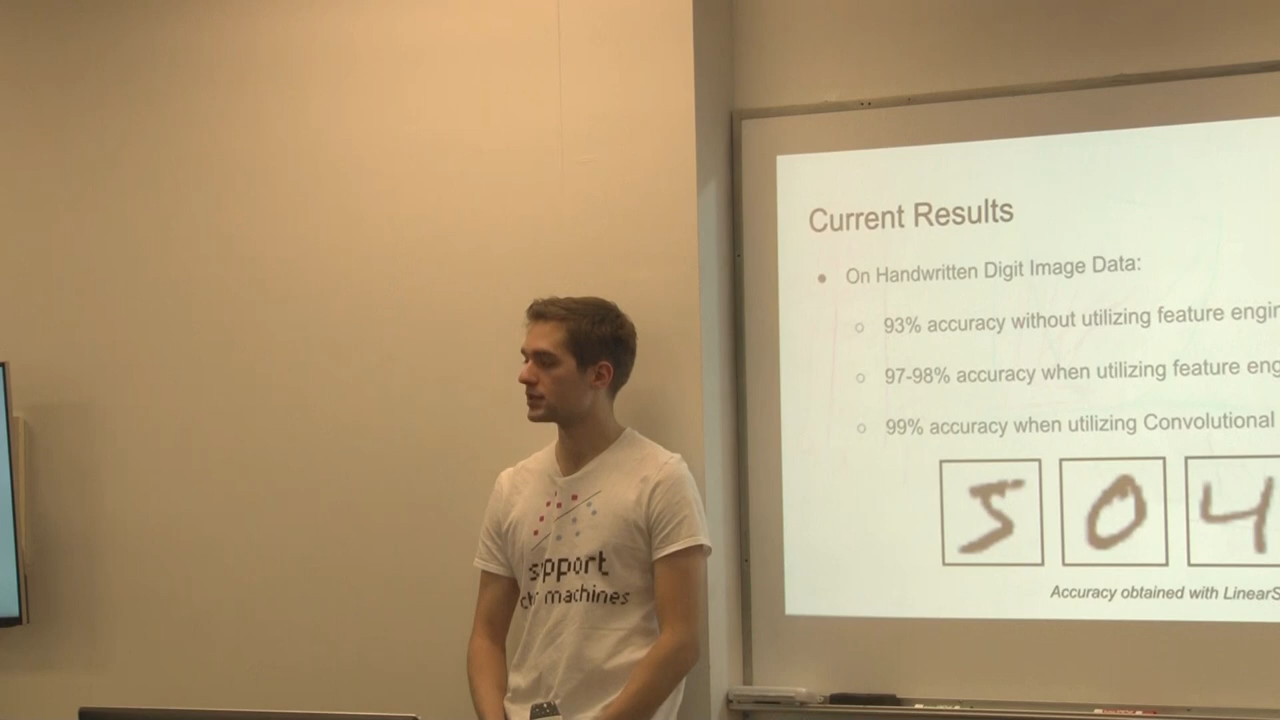 Current Results
● On Handwritten Digit Image Data:
○ 93% accuracy without utilizing feature engin
○ 97-98% accuracy when utilizing feature eng
○ 99% accuracy when utilizing Convolutional
5 0 4
Accuracy obtained with LinearS
support
machines